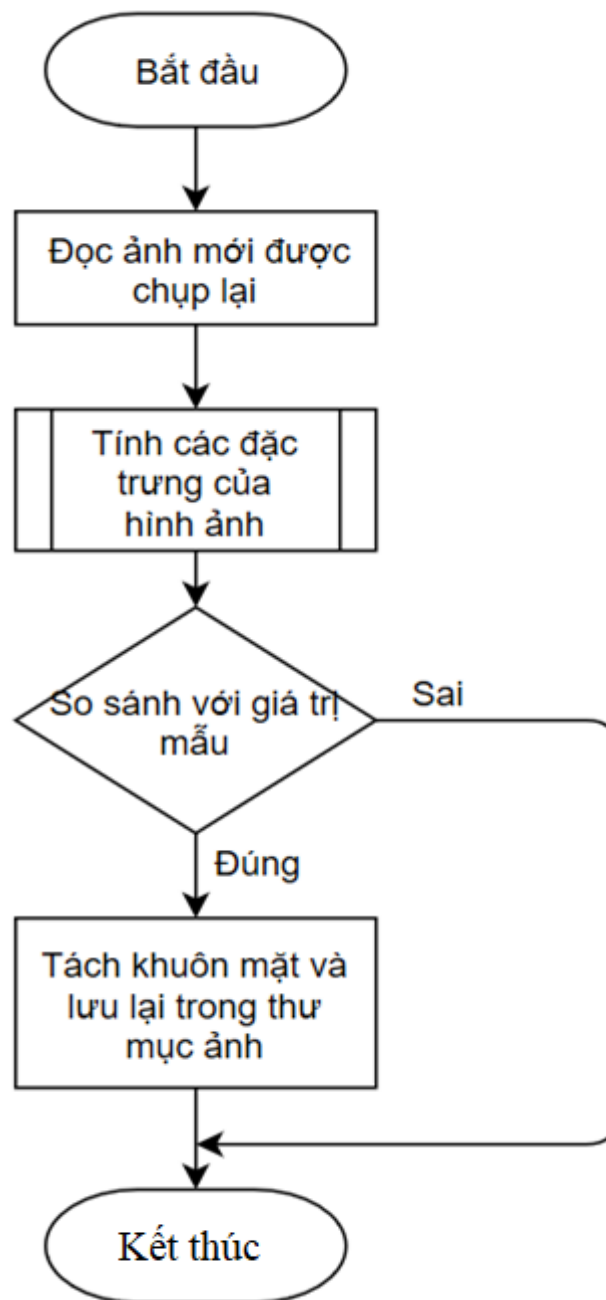 Bắt đầu
Đọc ảnh mới được
chụp lại
Tính các đặc
trưng của
hình ảnh
So sánh với giá trị
mẫu
Sai
Đúng
Tách khuôn mặt và
lưu lại trong thư
mục ảnh
Kết thúc